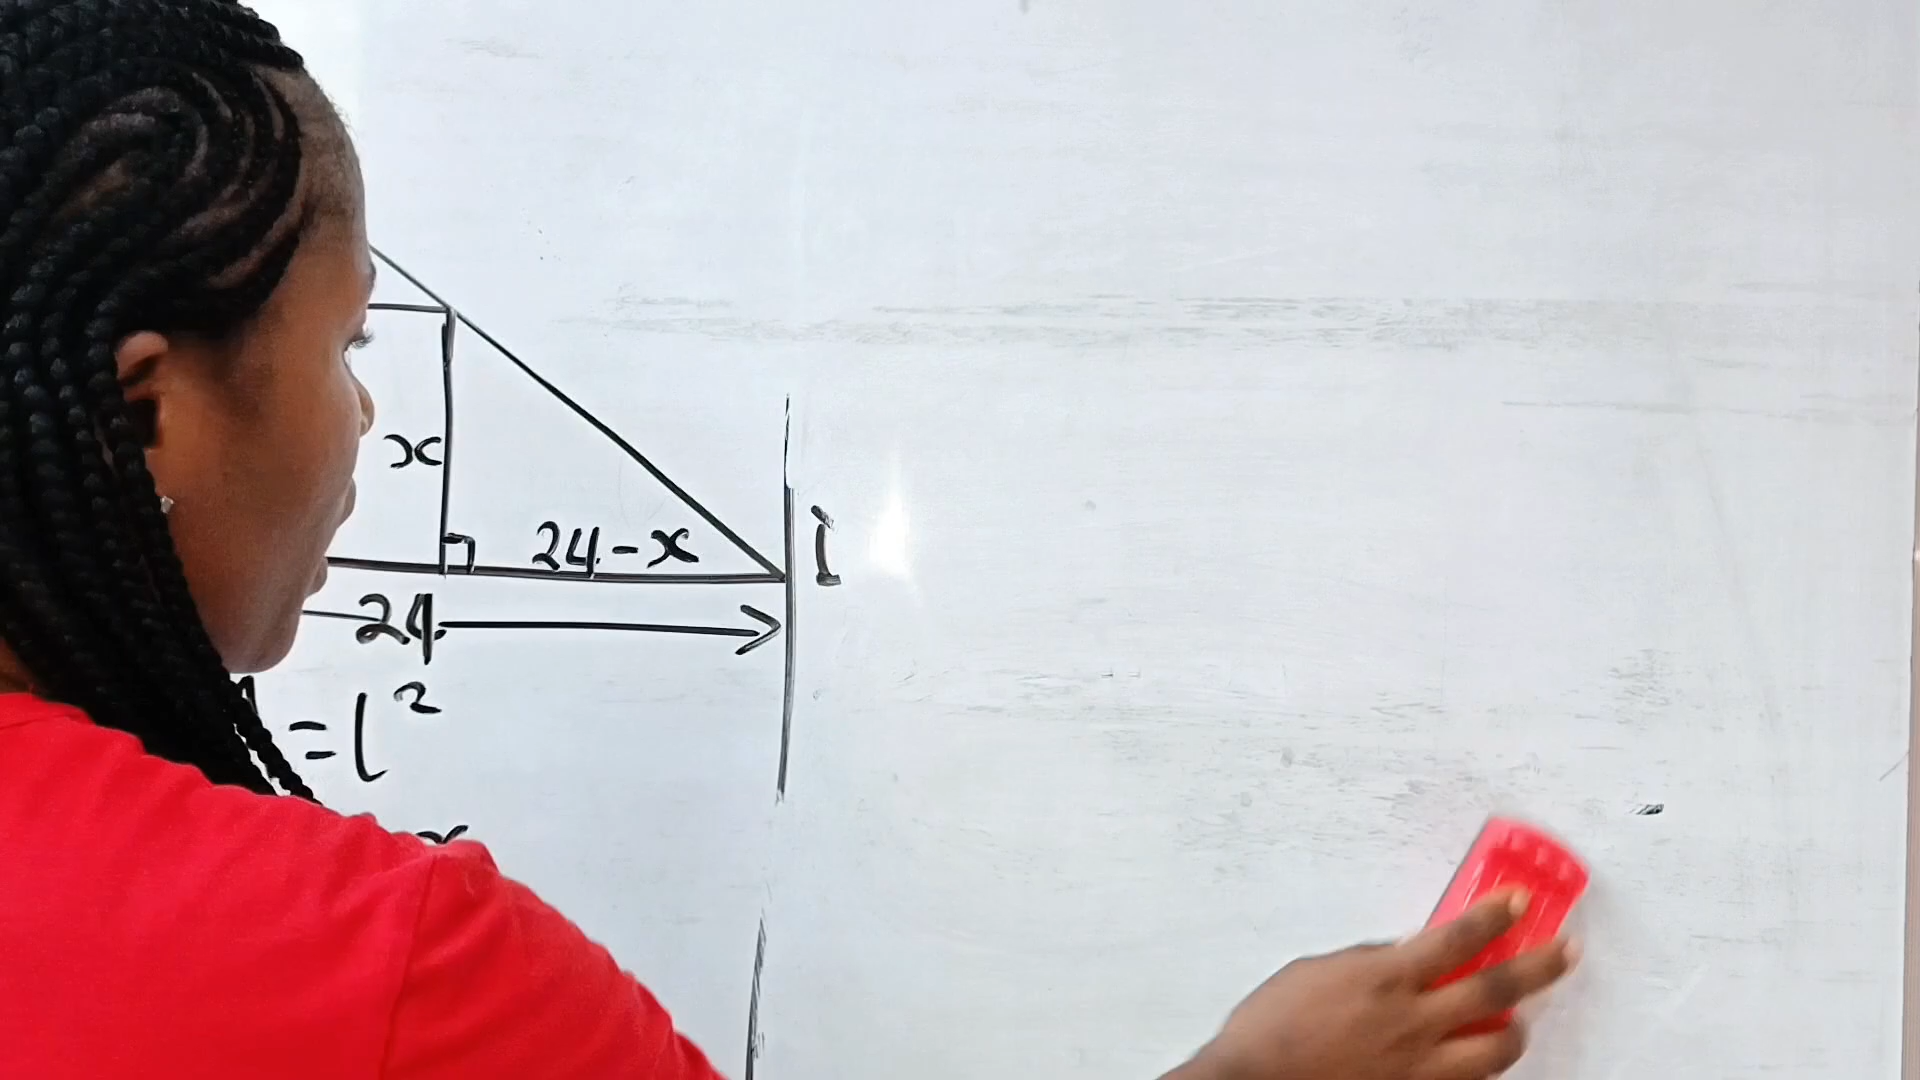 x
24-x
24
= l²
x